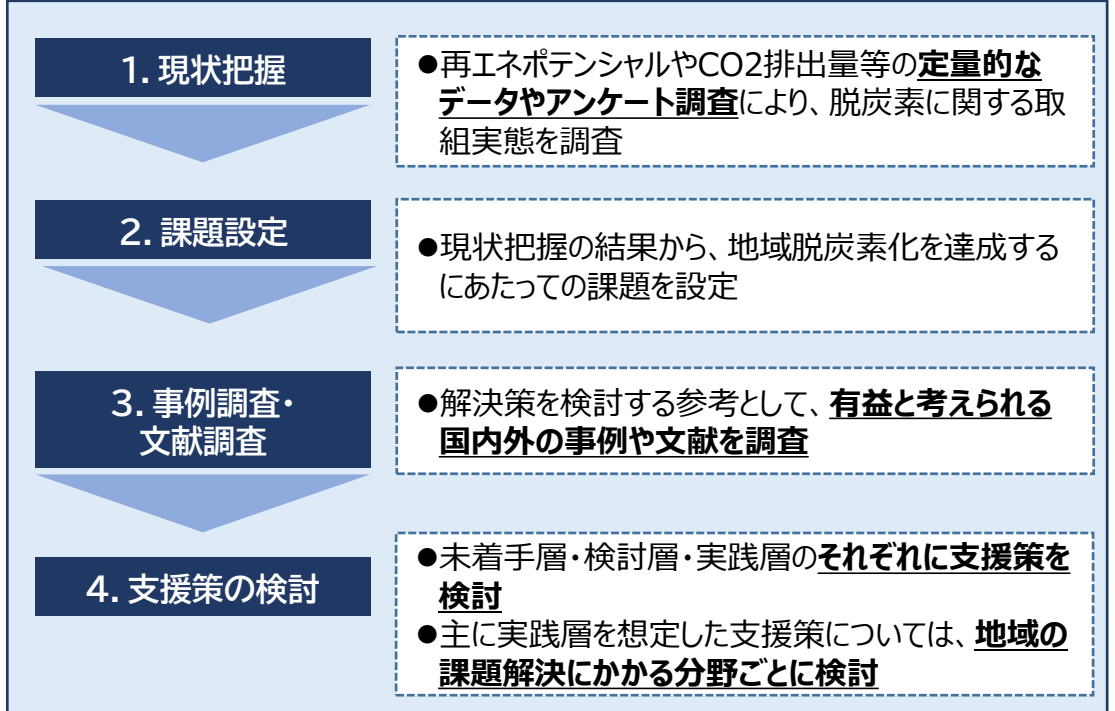 1. 現状把握
●再エネポテンシャルやCO2排出量等の定量的な
データやアンケート調査により、脱炭素に関する取
組実態を調査
2. 課題設定
●現状把握の結果から、地域脱炭素化を達成する
にあたっての課題を設定
3. 事例調査・
文献調査
●解決策を検討する参考として、有益と考えられる
国内外の事例や文献を調査
4. 支援策の検討
●未着手層・検討層・実践層のそれぞれに支援策を
検討
●主に実践層を想定した支援策については、地域の
課題解決にかかる分野ごとに検討